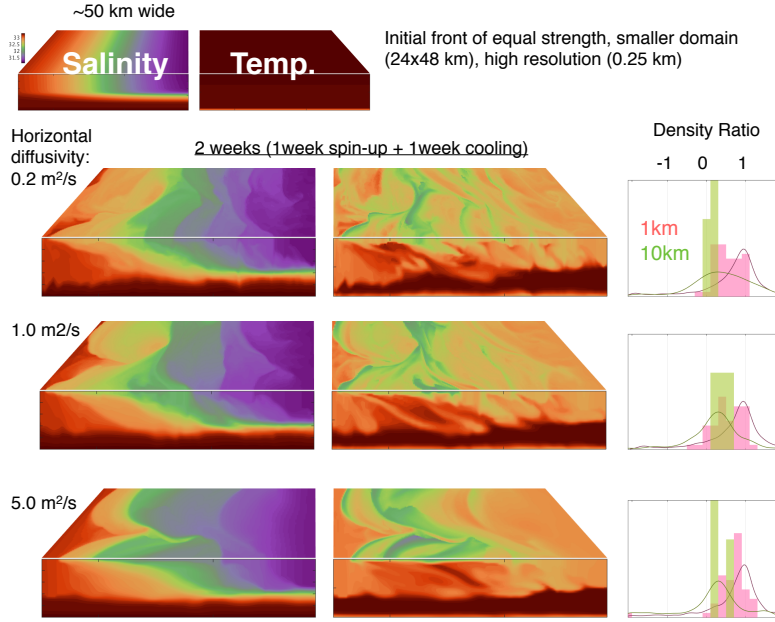 ~50 km wide
33
32.5
32
31.5
Salinity
Temp.
Initial front of equal strength, smaller domain
(24x48 km), high resolution (0.25 km)
Horizontal
diffusivity:
0.2 m²/s
2 weeks (1week spin-up + 1week cooling)
Density Ratio
-1 0 1
1km
10km
1.0 m2/s
5.0 m²/s